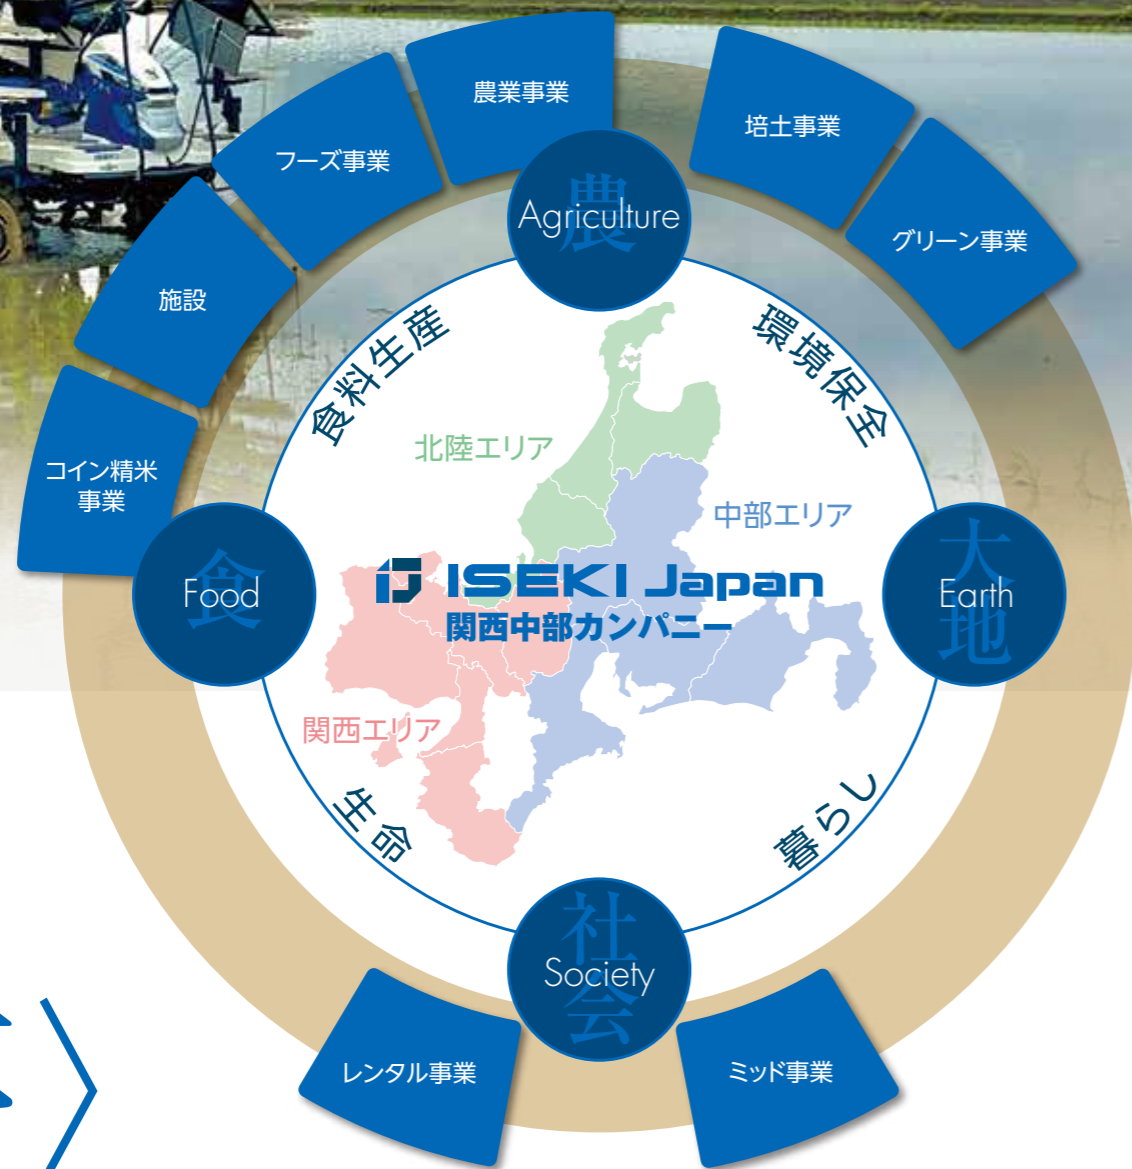 農業事業
培土事業
フーズ事業
グリーン事業
施設
コイン精米
事業
農
Agriculture
食料生産
環境保全
北陸エリア
中部エリア
食
Food
ISEKI Japan
関西中部カンパニー
大地
Earth
関西エリア
生命
暮らし
社会
Society
レンタル事業
ミッド事業